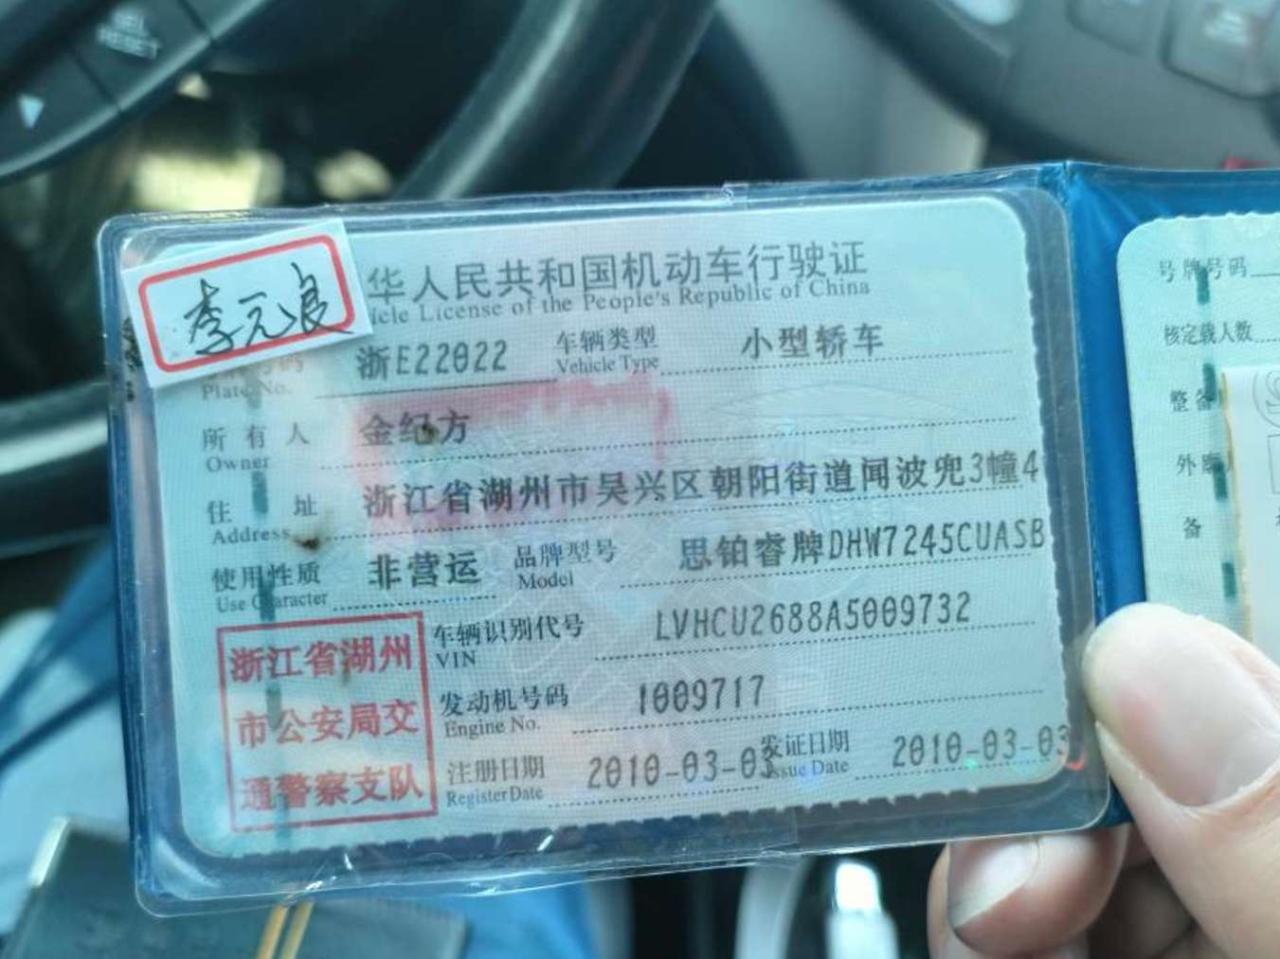 RESET
李元良
华人民共和国机动车行驶证
icle License of the People's Republic of China
码 浙E22022 车辆类型 小型轿车
Plate No. Vehicle Type
所有人 金纪方
Owner
住址 浙江省湖州市吴兴区朝阳街道闻波兜3幢4
Address
使用性质 非营运 品牌型号 思铂睿牌DHW7245CUASB
Use Character Model
浙江省湖州
市公安局交
通警察支队
车辆识别代号 LVHCU2688A5009732
VIN
发动机号码 1009717
Engine No.
注册日期 2010-03-03 发证日期 2010-03-03
Register Date Issue Date
号牌号码
核定载人数
整备
外廓
备